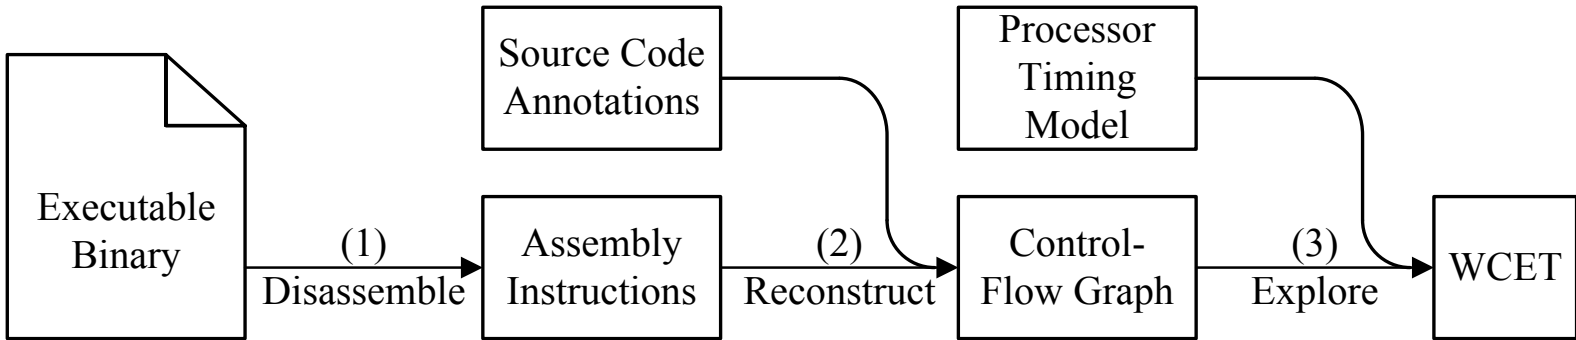 Executable
Binary
(1)
Disassemble
Source Code
Annotations
Assembly
Instructions
(2)
Reconstruct
Processor
Timing
Model
Control-
Flow Graph
(3)
Explore
WCET